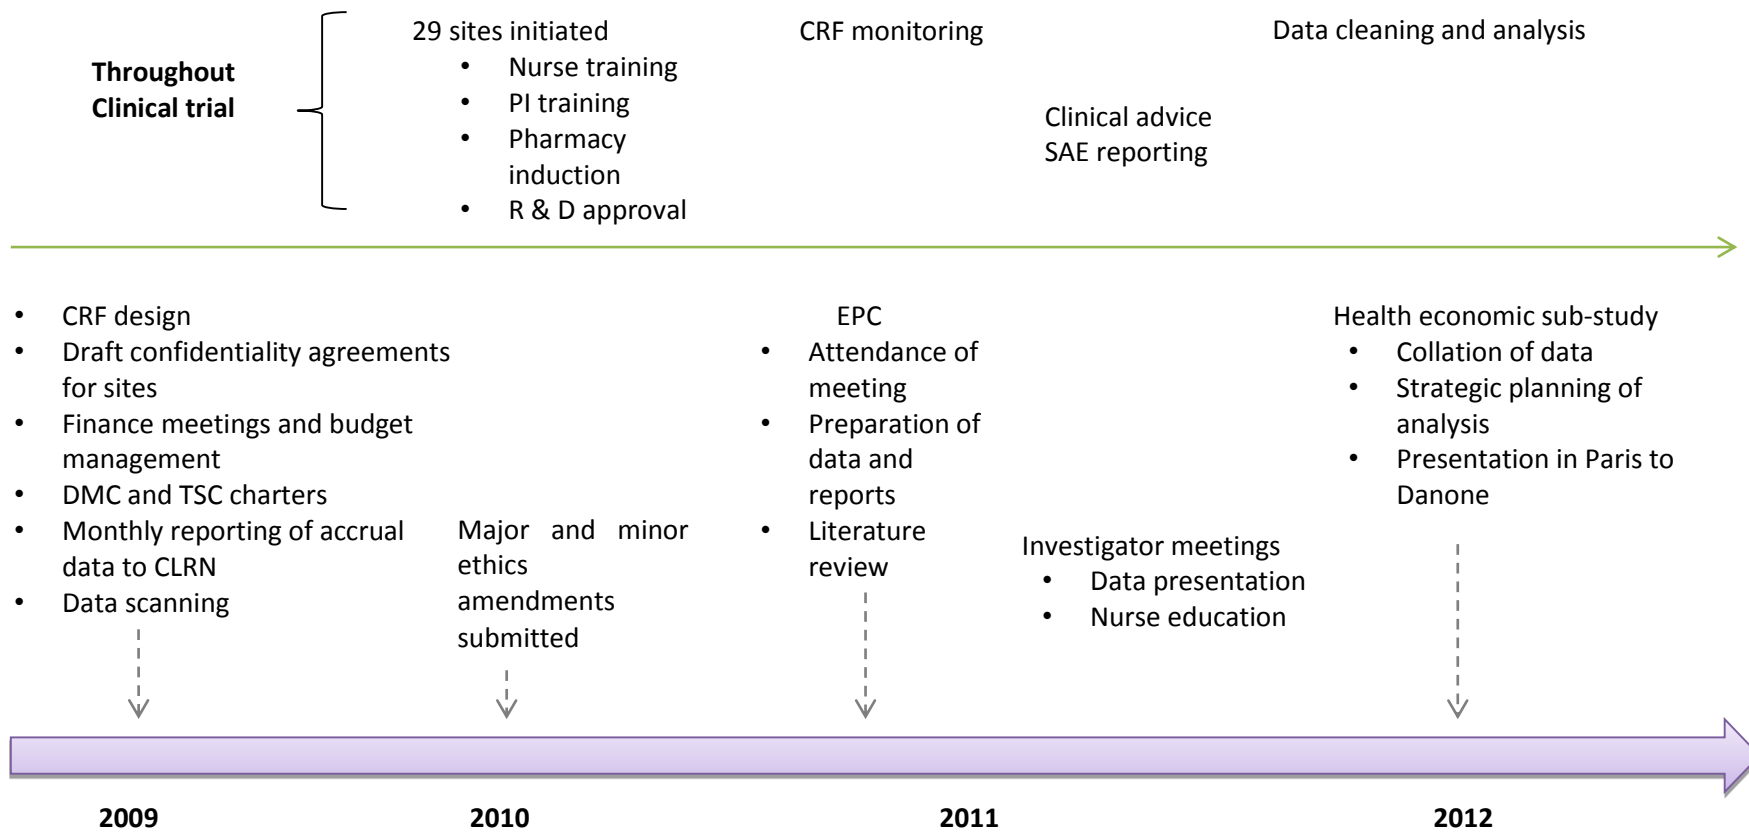 Throughout
Clinical trial
29 sites initiated
• Nurse training
• PI training
• Pharmacy
induction
• R & D approval
CRF monitoring
Clinical advice
SAE reporting
Data cleaning and analysis
• CRF design
• Draft confidentiality agreements
for sites
• Finance meetings and budget
management
• DMC and TSC charters
• Monthly reporting of accrual
data to CLRN
• Data scanning
Major and minor
ethics
amendments
submitted
EPC
• Attendance of
meeting
• Preparation of
data and
reports
• Literature
review
Investigator meetings
• Data presentation
• Nurse education
Health economic sub-study
• Collation of data
• Strategic planning of
analysis
• Presentation in Paris to
Danone
2009
2010
2011
2012